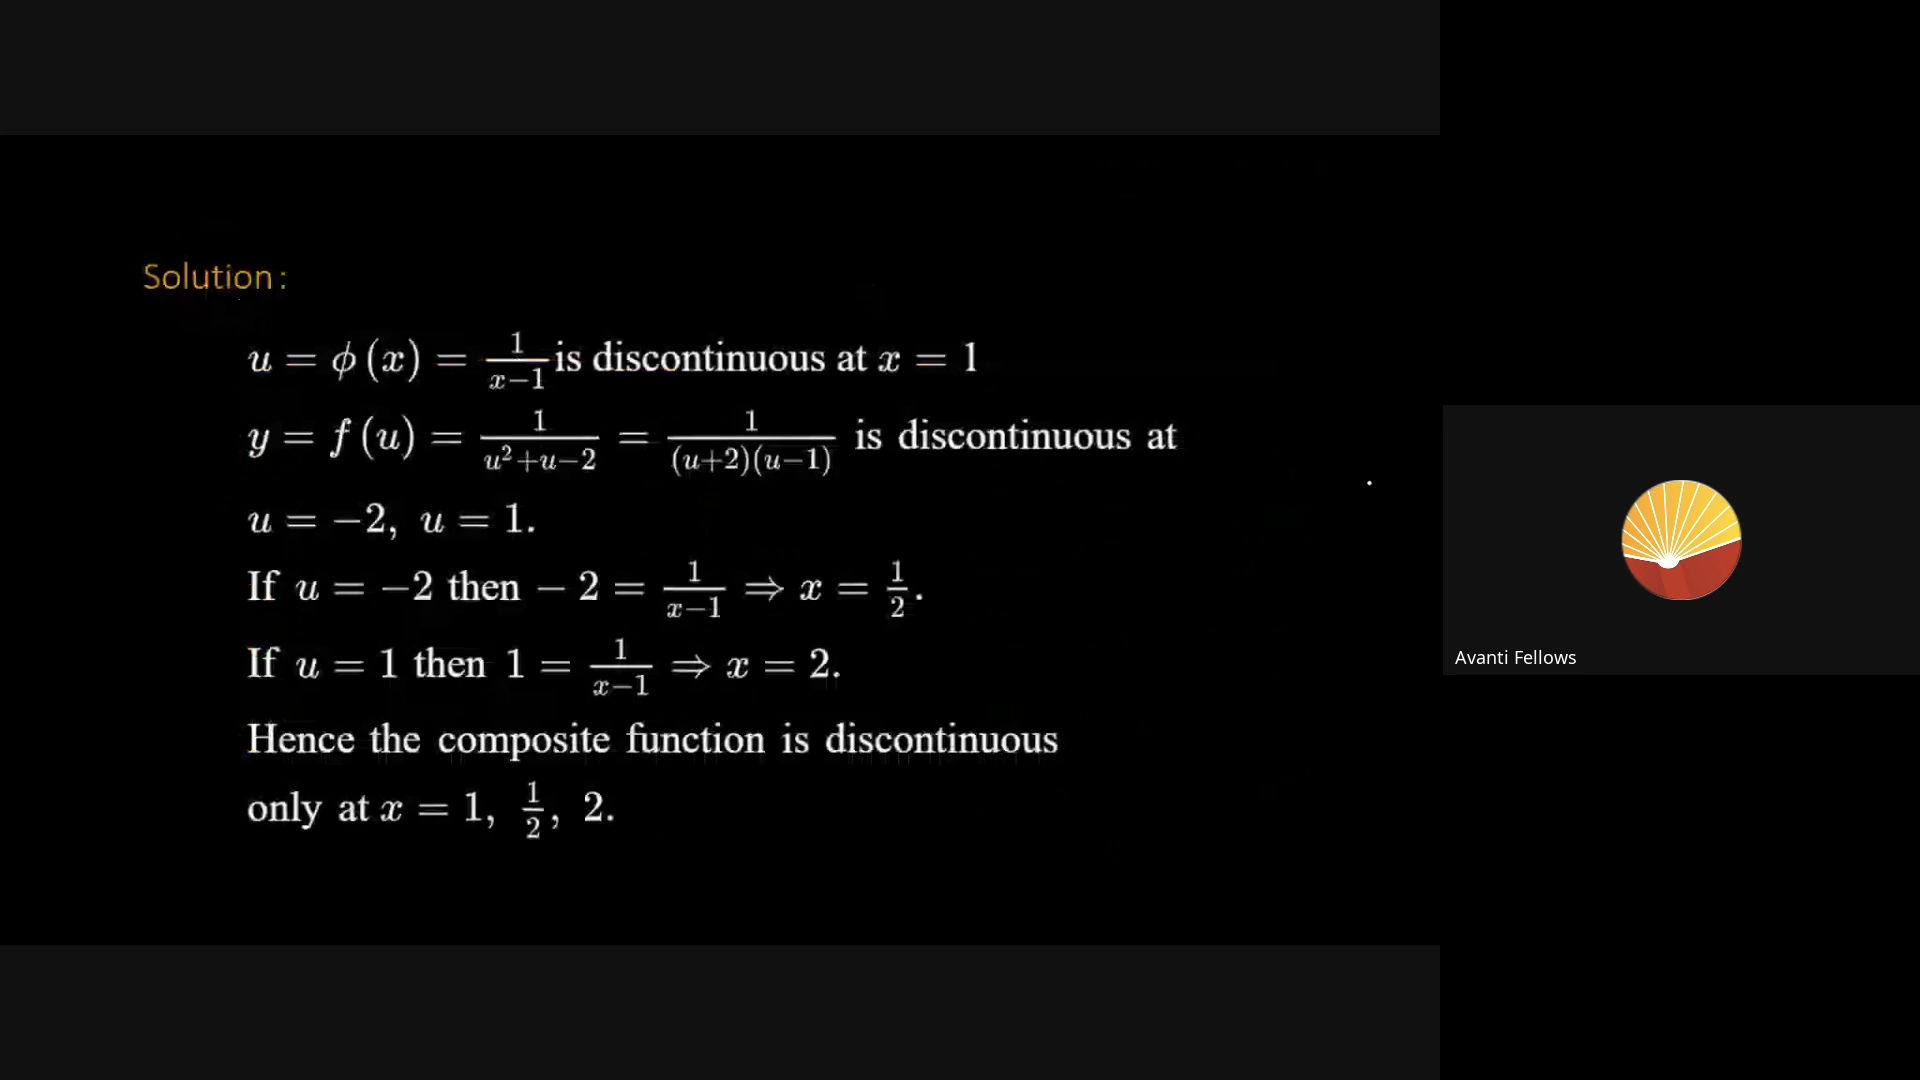 Solution :
u = ϕ (x) = 1/(x−1) is discontinuous at x = 1
y = f (u) = 1/(u²+u−2) = 1/((u+2)(u−1)) is discontinuous at
u = −2, u = 1.
If u = −2 then − 2 = 1/(x−1) ⇒ x = 1/2.
If u = 1 then 1 = 1/(x−1) ⇒ x = 2.
Hence the composite function is discontinuous
only at x = 1, 1/2, 2.
Avanti Fellows